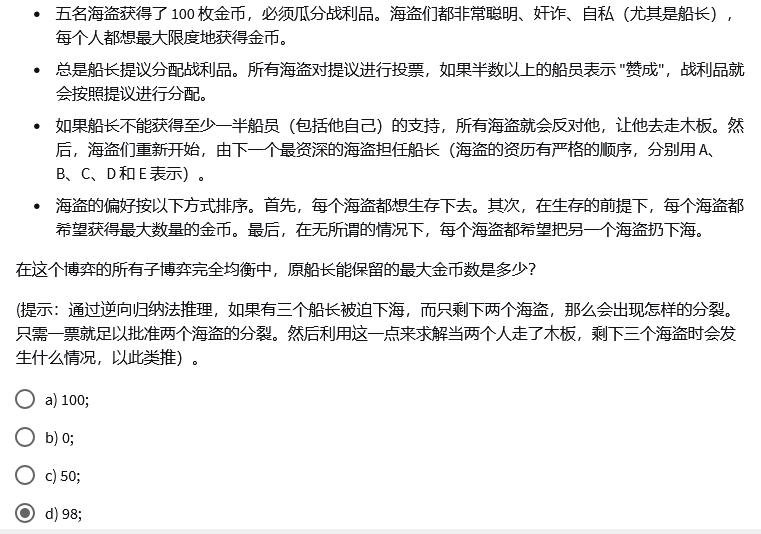 • 五名海盗获得了 100 枚金币，必须瓜分战利品。海盗们都非常聪明、奸诈、自私（尤其是船长），
每个人都想最大限度地获得金币。
• 总是船长提议分配战利品。所有海盗对提议进行投票，如果半数以上的船员表示 "赞成"，战利品就
会按照提议进行分配。
• 如果船长不能获得至少一半船员（包括他自己）的支持，所有海盗就会反对他，让他去走木板。然
后，海盗们重新开始，由下一个最资深的海盗担任船长（海盗的资历有严格的顺序，分别用 A、
B、C、D 和 E 表示）。
• 海盗的偏好按以下方式排序。首先，每个海盗都想生存下去。其次，在生存的前提下，每个海盗都
希望获得最大数量的金币。最后，在无所谓的情况下，每个海盗都希望把另一个海盗扔下海。
在这个博弈的所有子博弈完全均衡中，原船长能保留的最大金币数是多少？
(提示：通过逆向归纳法推理，如果有三个船长被迫下海，而只剩下两个海盗，那么会出现怎样的分裂。
只需一票就足以批准两个海盗的分裂。然后利用这一点来求解当两个人走了木板，剩下三个海盗时会发
生什么情况，以此类推）。
a) 100;
b) 0;
c) 50;
d) 98;